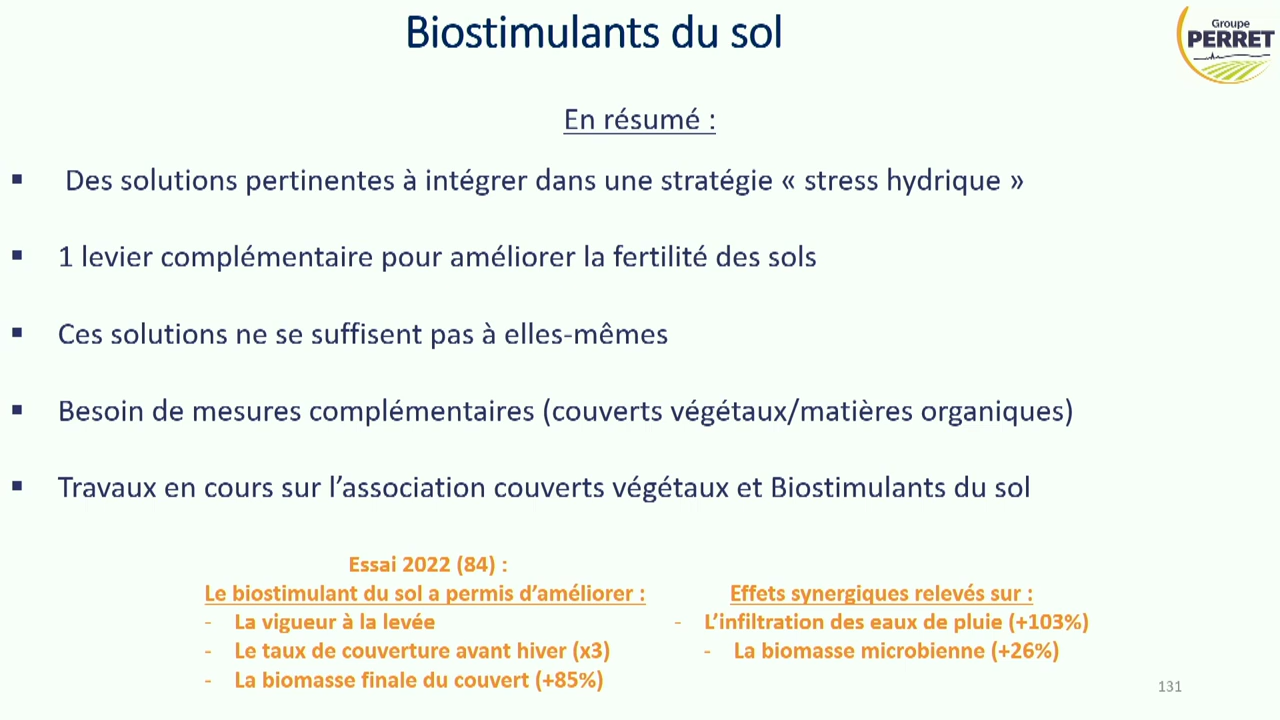 Biostimulants du sol
Groupe
PERRET
En résumé :
▪ Des solutions pertinentes à intégrer dans une stratégie « stress hydrique »
▪ 1 levier complémentaire pour améliorer la fertilité des sols
▪ Ces solutions ne se suffisent pas à elles-mêmes
▪ Besoin de mesures complémentaires (couverts végétaux/matières organiques)
▪ Travaux en cours sur l’association couverts végétaux et Biostimulants du sol
Essai 2022 (84) :
Le biostimulant du sol a permis d’améliorer :
- La vigueur à la levée
- Le taux de couverture avant hiver (x3)
- La biomasse finale du couvert (+85%)
Effets synergiques relevés sur :
- L’infiltration des eaux de pluie (+103%)
- La biomasse microbienne (+26%)
131